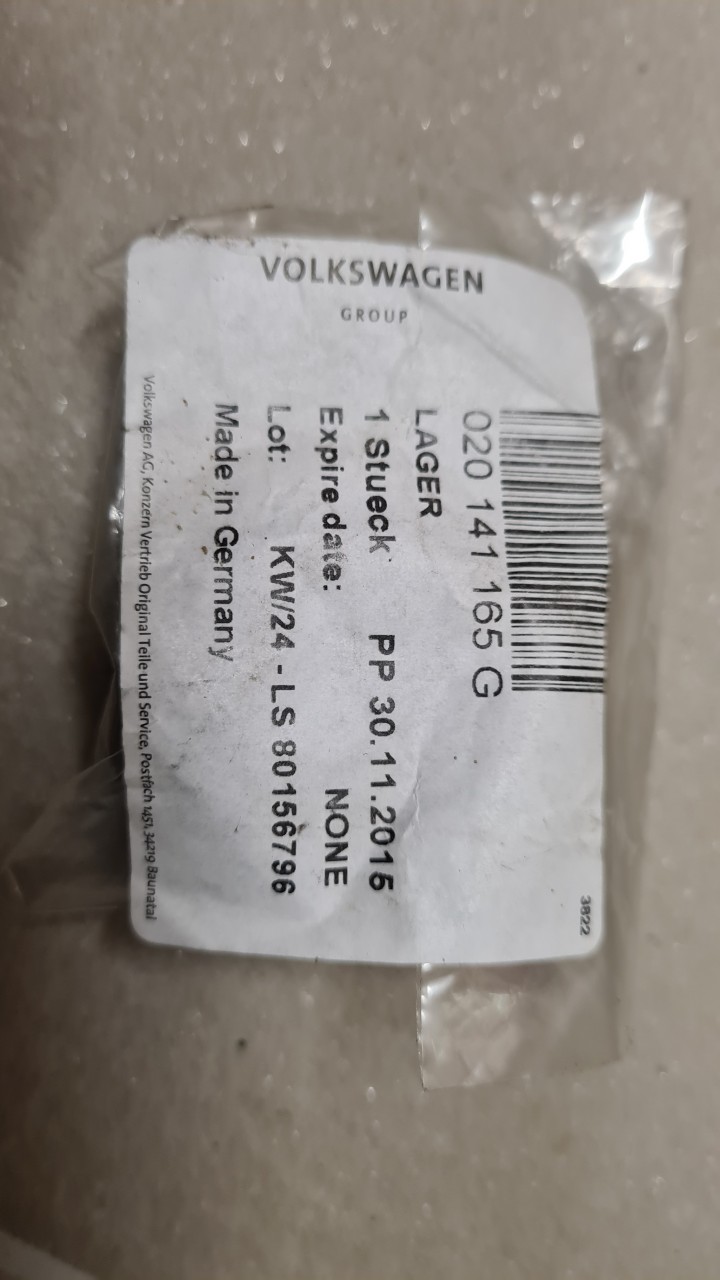 VOLKSWAGEN
GROUP
3822
020 141 165 G
LAGER
1 Stueck PP 30.11.2015
Expire date: NONE
Lot: KW/24 - LS 80156796
Made in Germany
Volkswagen AG, Konzern Vertrieb Original Teile und Service, Postfach 1451, 34219 Baunatal